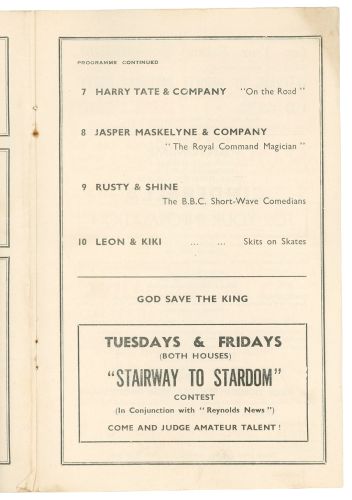 PROGRAMME CONTINUED
7 HARRY TATE & COMPANY "On the Road"
8 JASPER MASKELYNE & COMPANY
"The Royal Command Magician"
9 RUSTY & SHINE
The B.B.C. Short-Wave Comedians
10 LEON & KIKI ... ... Skits on Skates
GOD SAVE THE KING
TUESDAYS & FRIDAYS
(BOTH HOUSES)
"STAIRWAY TO STARDOM"
CONTEST
(In Conjunction with "Reynolds News")
COME AND JUDGE AMATEUR TALENT!